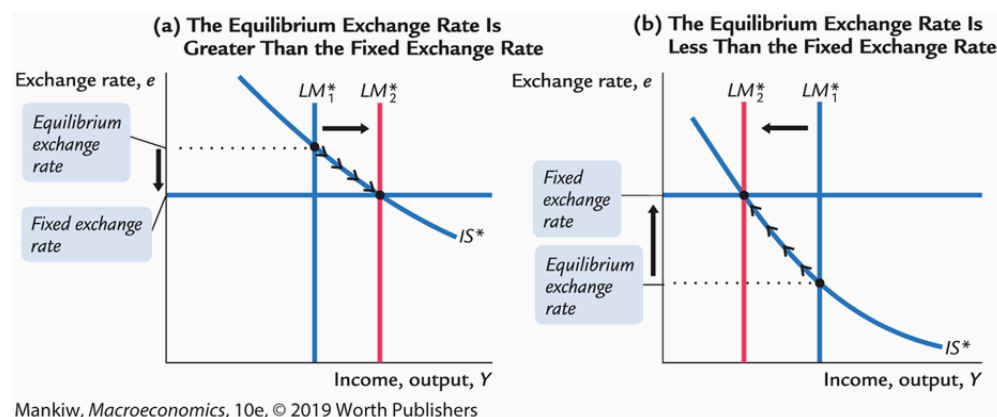 (a) The Equilibrium Exchange Rate Is
Greater Than the Fixed Exchange Rate
Exchange rate, e
LM*1
LM*2
Equilibrium
exchange
rate
Fixed exchange
rate
IS*
Income, output, Y
(b) The Equilibrium Exchange Rate Is
Less Than the Fixed Exchange Rate
Exchange rate, e
LM*2
LM*1
Fixed
exchange
rate
Equilibrium
exchange
rate
IS*
Income, output, Y
Mankiw, Macroeconomics, 10e, © 2019 Worth Publishers